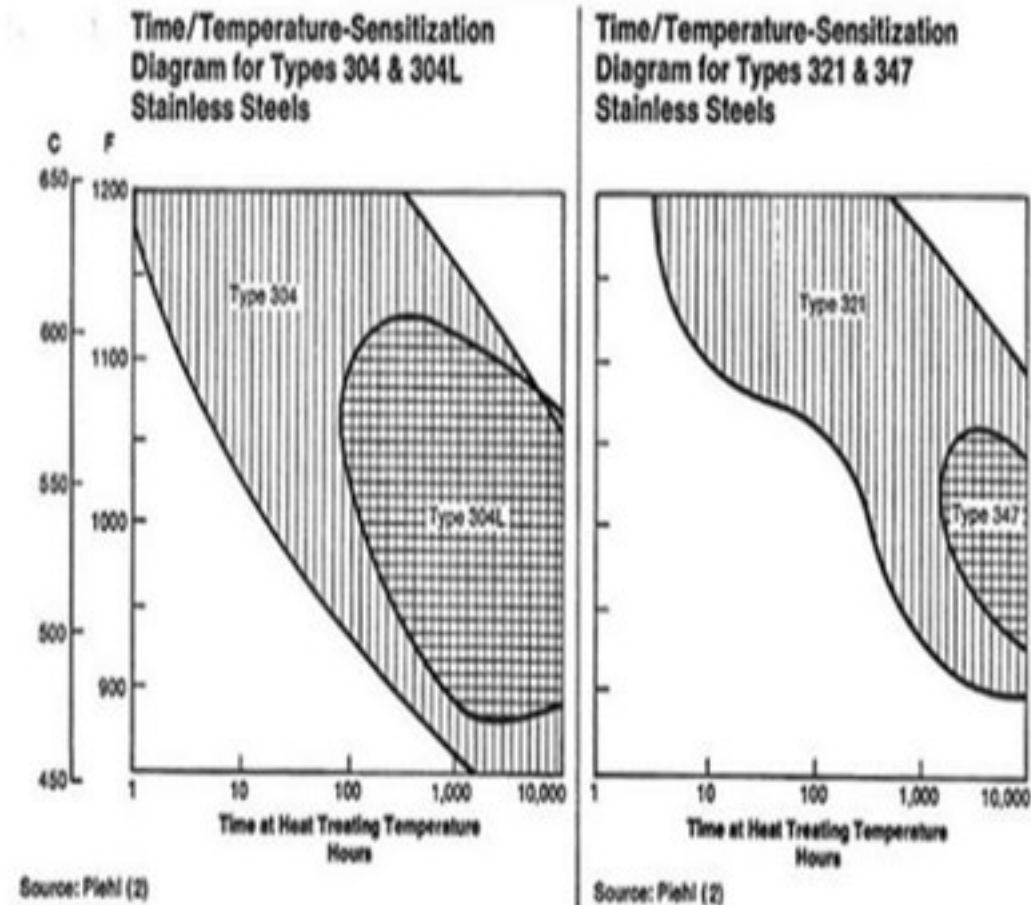 Time/Temperature-Sensitization
Diagram for Types 304 & 304L
Stainless Steels
C F
650
1200
600
1100
550
1000
500
900
450
Type 304
Type 304L
1 10 100 1,000 10,000
Time at Heat Treating Temperature
Hours
Source: Piehl (2)
Time/Temperature-Sensitization
Diagram for Types 321 & 347
Stainless Steels
Type 321
Type 347
1 10 100 1,000 10,000
Time at Heat Treating Temperature
Hours
Source: Piehl (2)